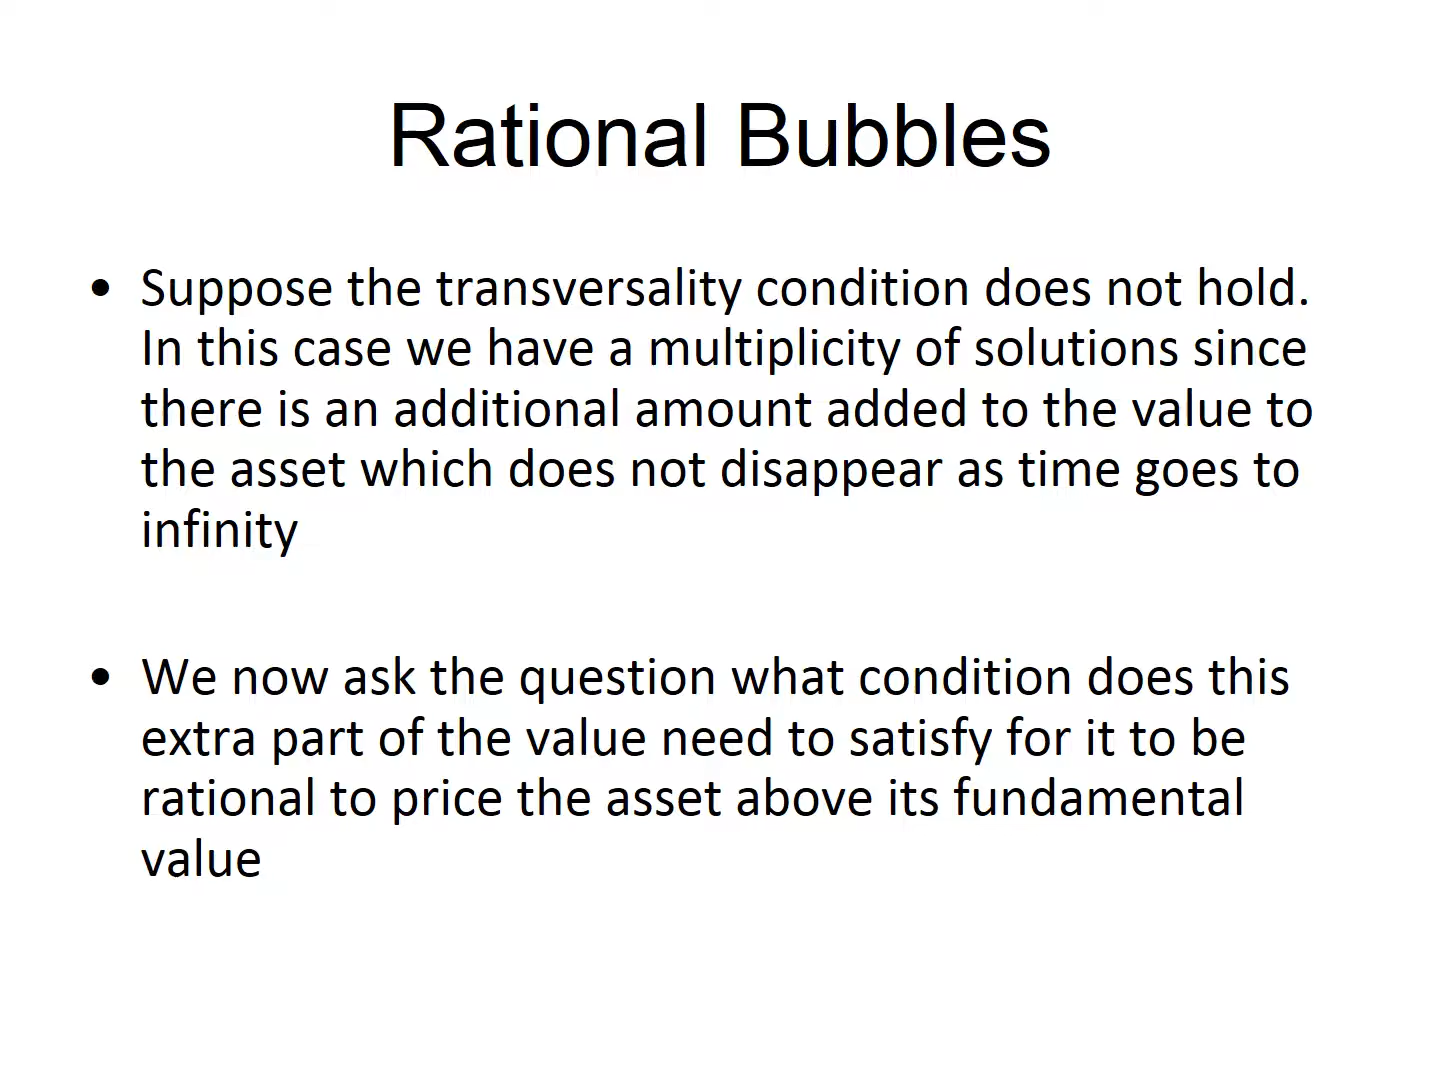 Rational Bubbles
• Suppose the transversality condition does not hold.
In this case we have a multiplicity of solutions since
there is an additional amount added to the value to
the asset which does not disappear as time goes to
infinity
• We now ask the question what condition does this
extra part of the value need to satisfy for it to be
rational to price the asset above its fundamental
value